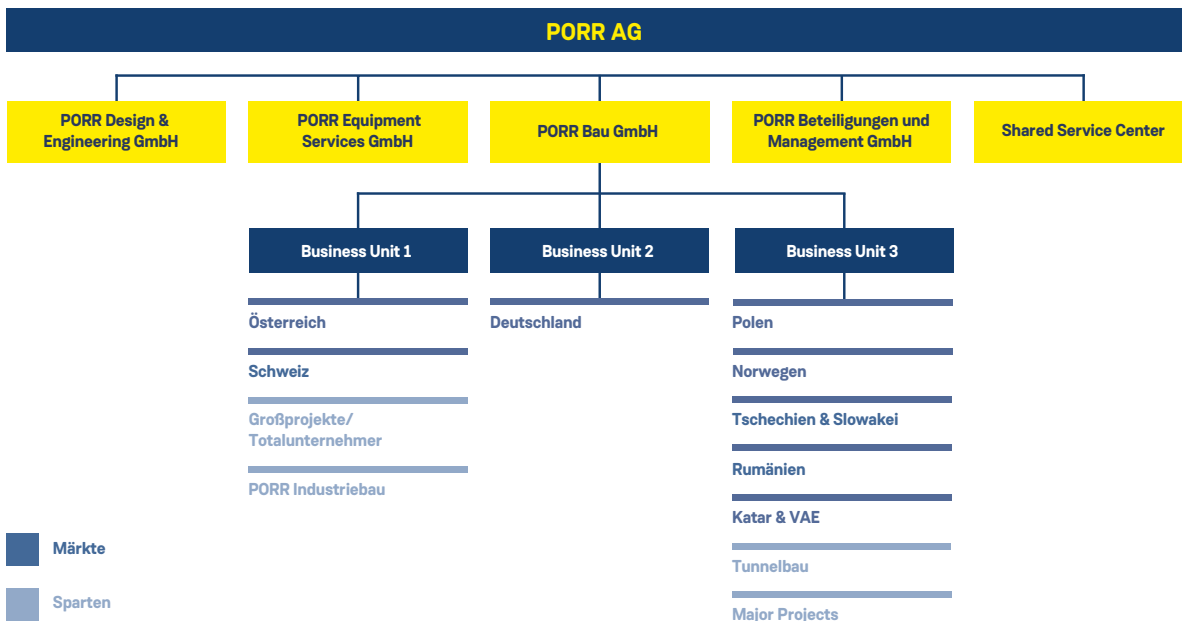 PORR AG
PORR Design &
Engineering GmbH
PORR Equipment
Services GmbH
PORR Bau GmbH
PORR Beteiligungen und
Management GmbH
Shared Service Center
Business Unit 1
Business Unit 2
Business Unit 3
Österreich
Schweiz
Großprojekte/
Totalunternehmer
PORR Industriebau
Deutschland
Polen
Norwegen
Tschechien & Slowakei
Rumänien
Katar & VAE
Tunnelbau
Major Projects
Märkte
Sparten